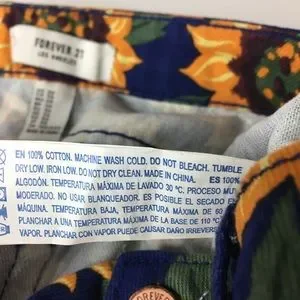 FOREVER 21
LOS ANGELES
EN 100% COTTON. MACHINE WASH COLD. DO NOT BLEACH. TUMBLE
DRY LOW. IRON LOW. DO NOT DRY CLEAN. MADE IN CHINA
ES 100%
ALGODÓN. TEMPERATURA MÁXIMA DE LAVADO 30 ºC. PROCESO MUY
MODERADO. NO USAR BLANQUEADOR. ES POSIBLE EL SECADO EN
MÁQUINA. BAJA TEMPERATURA, TEMPERATURA MÁXIMA DE 60
PLANCHAR A UNA TEMPERATURA MÁXIMA DE LA BASE DE 110 º
VAPOR. PLANCHAR CON VAPOR PUEDE CAUSAR DAÑO IRREVERS
FOREVER